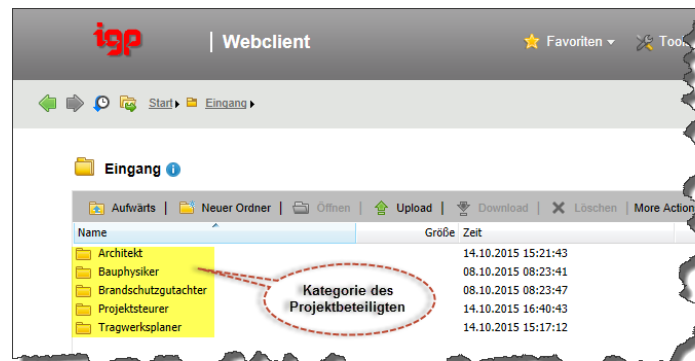 igp | Webclient Favoriten Tool
Start Eingang
Eingang
Aufwärts | Neuer Ordner | Öffnen | Upload | Download | Löschen | More Action
Name Größe Zeit
Architekt 14.10.2015 15:21:43
Bauphysiker 08.10.2015 08:23:41
Brandschutzgutachter 08.10.2015 08:23:47
Projektsteurer 14.10.2015 16:40:43
Tragwerksplaner 14.10.2015 15:17:12
Kategorie des
Projektbeteiligten